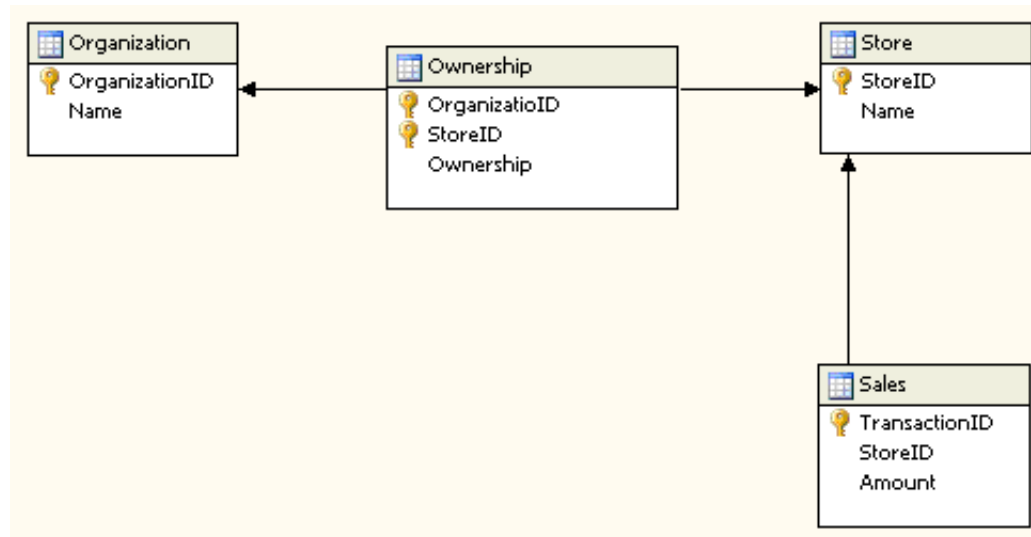 Organization
OrganizationID
Name
Ownership
OrganizatioID
StoreID
Ownership
Store
StoreID
Name
Sales
TransactionID
StoreID
Amount